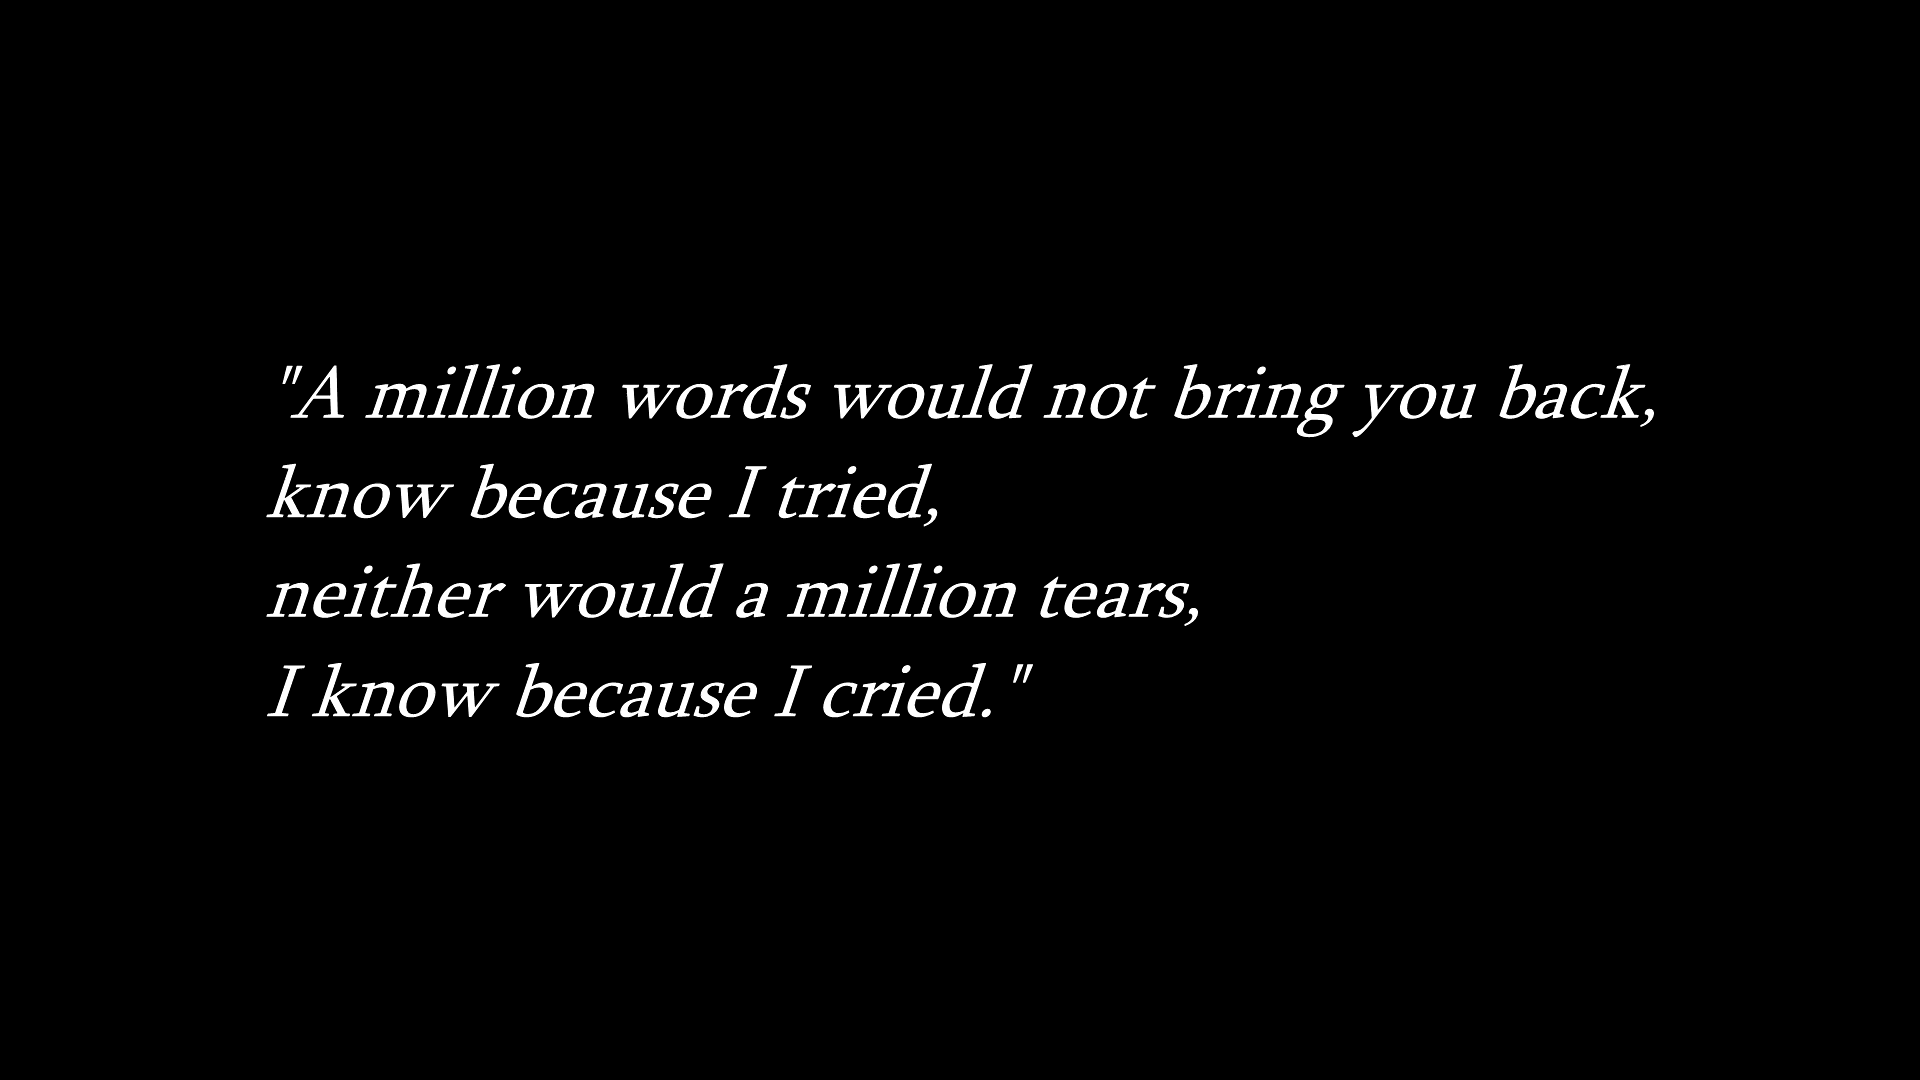 "A million words would not bring you back,
know because I tried,
neither would a million tears,
I know because I cried."